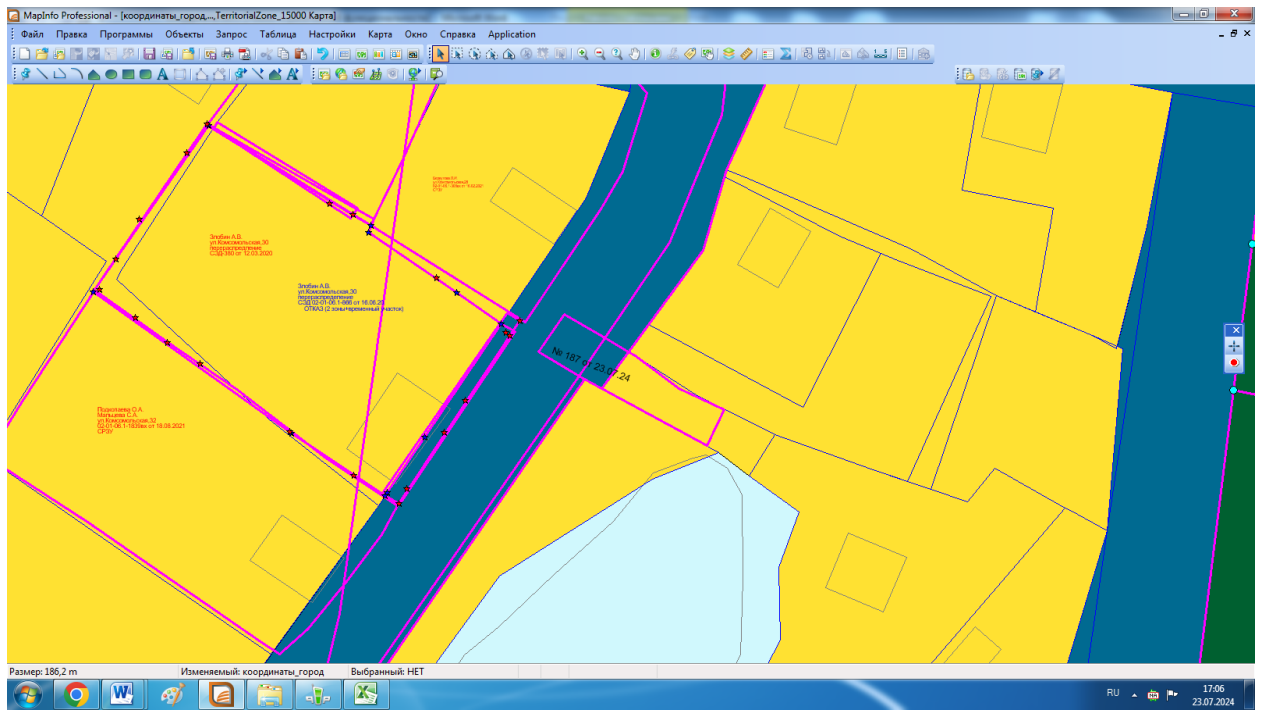 MapInfo Professional - [координаты_город,...,TerritorialZone_15000 Карта]
Файл Правка Программы Объекты Запрос Таблица Настройки Карта Окно Справка Application
Злобин А.В.
ул.Комсомольская,30
перераспределение
СЭД-380 от 12.03.2020
Злобин А.В.
ул.Комсомольская,30
перераспределение
ОТКАЗ (2 зоны+временный участок)
№ 187 от 23.07.24
Мальцева С.А.
ул.Комсомольская,32
СРЗУ
Размер: 186,2 m Изменяемый: координаты_город Выбранный: НЕТ
RU
17:06
23.07.2024